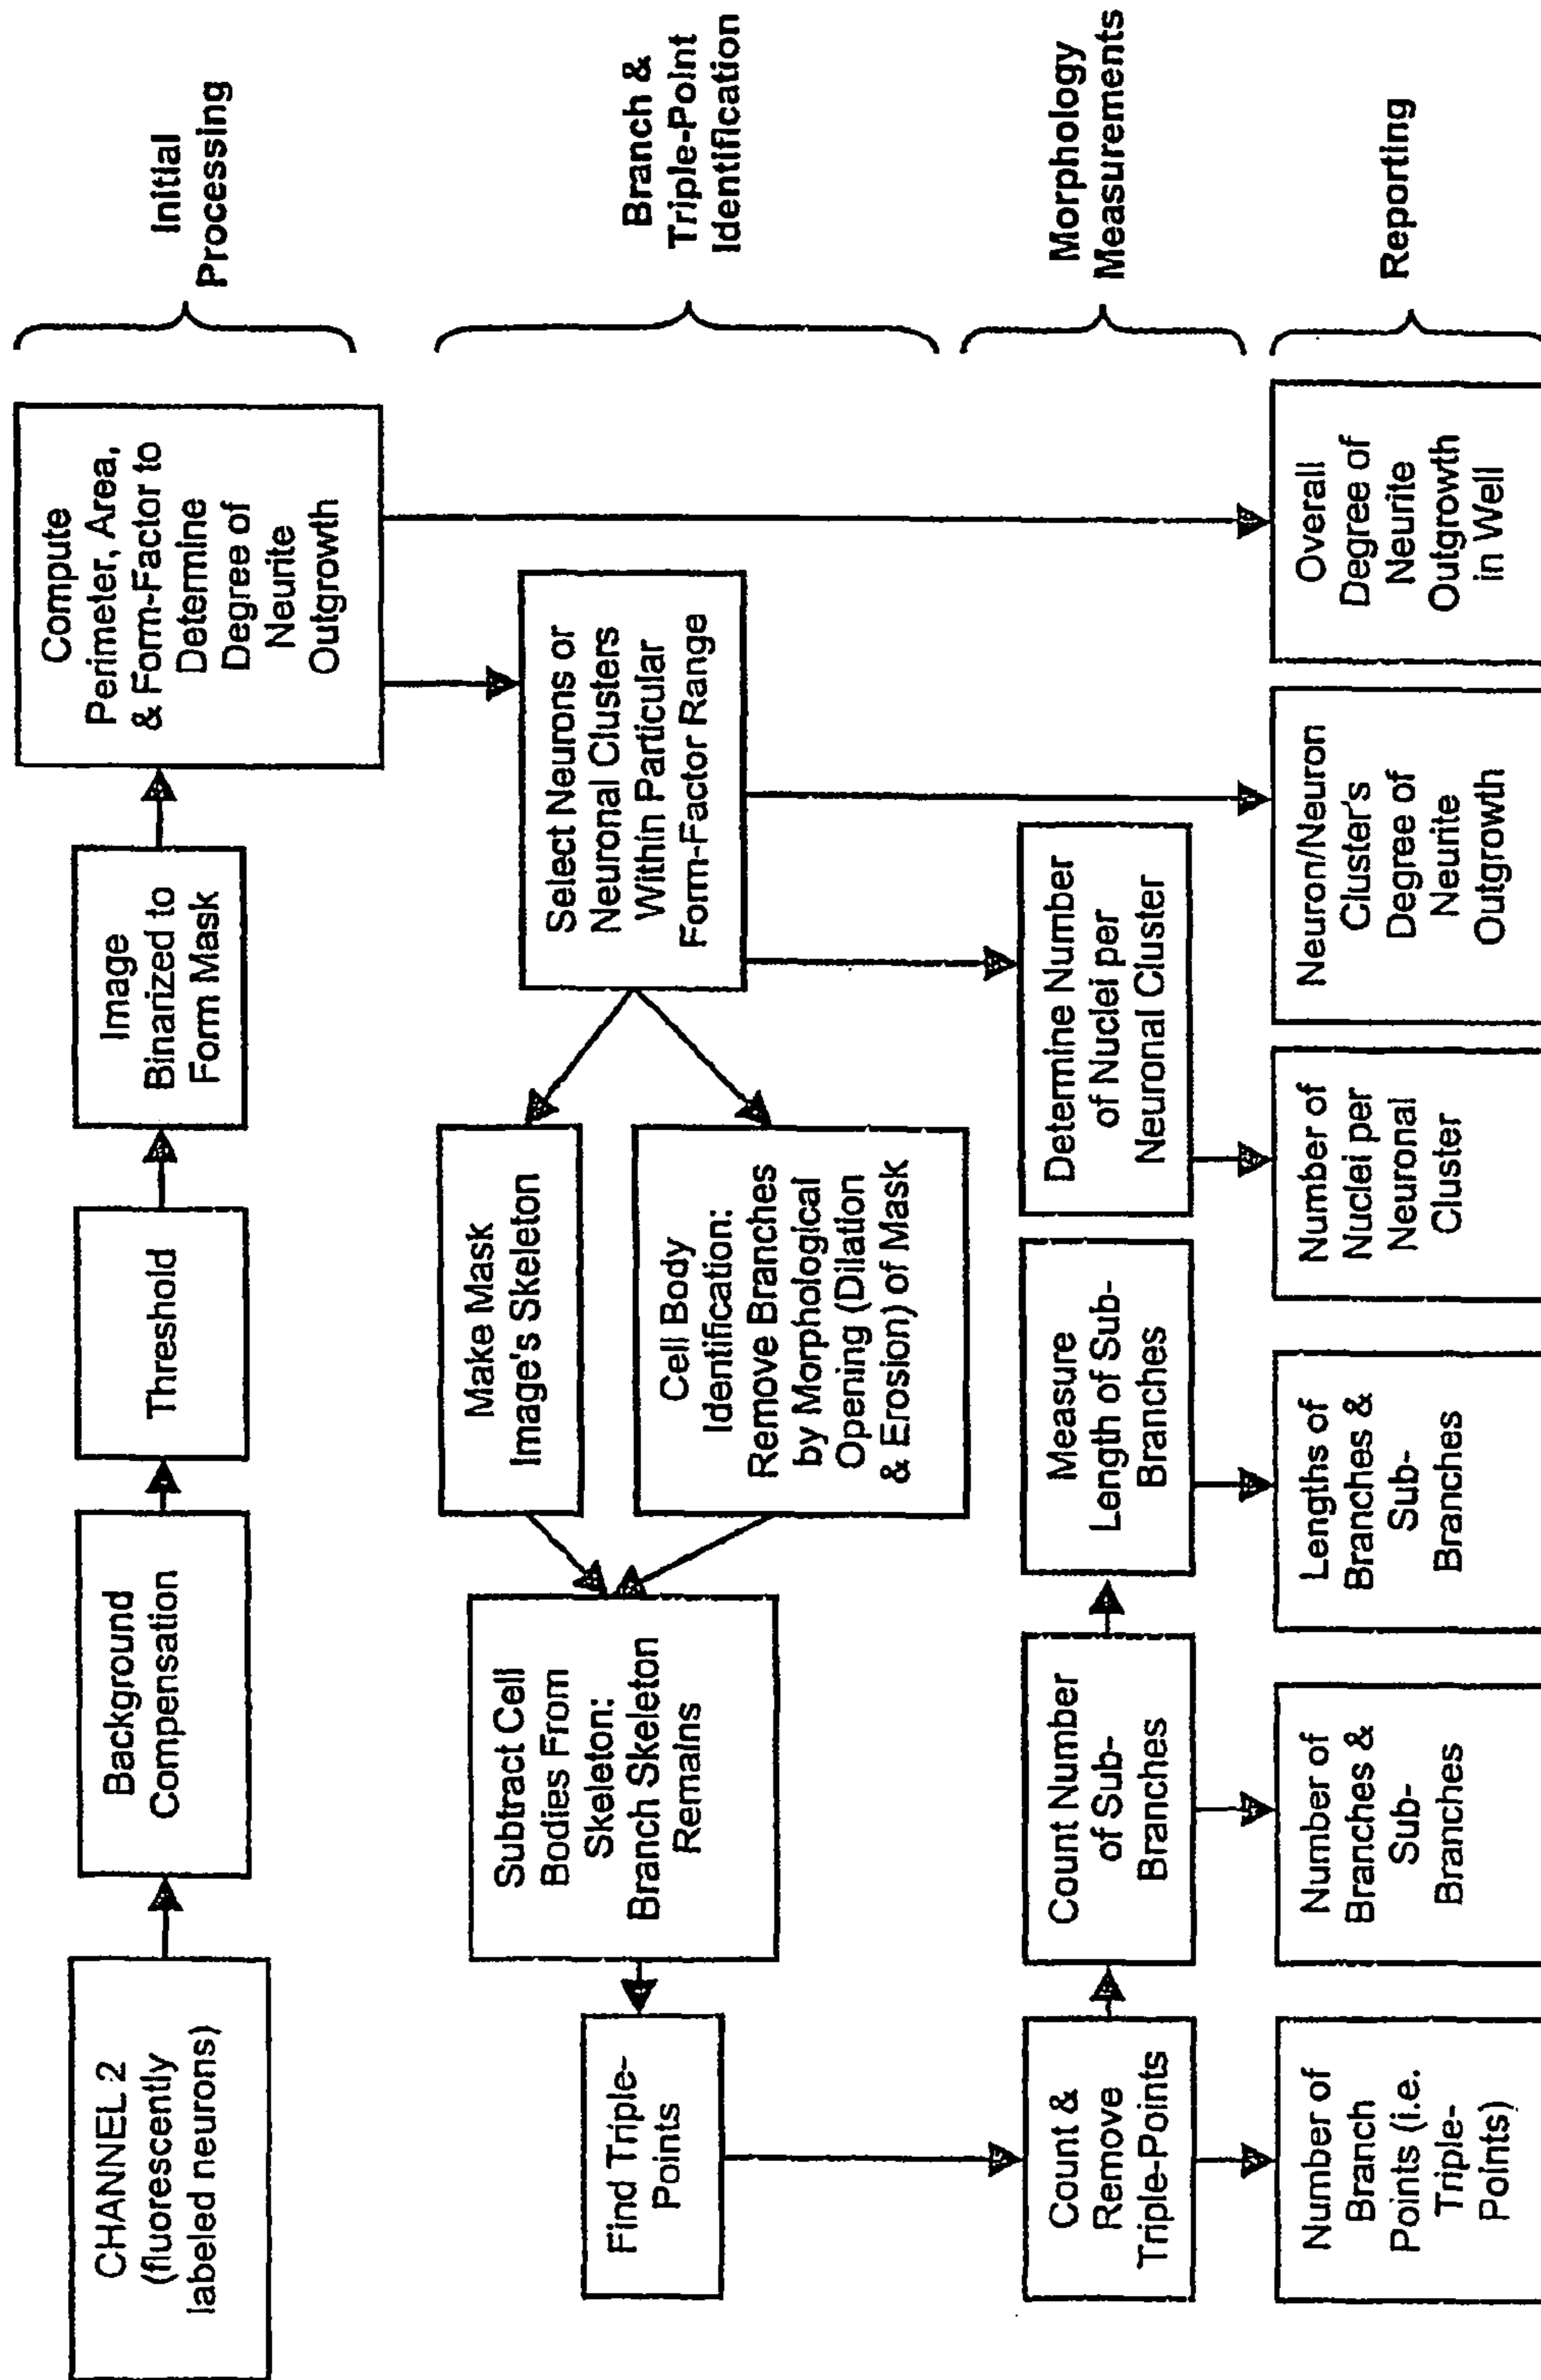 CHANNEL 2
(fluorescently
labeled neurons)
Background
Compensation
Threshold
Image
Binarized to
Form Mask
Compute
Perimeter, Area,
& Form-Factor to
Determine
Degree of
Neurite
Outgrowth
Initial
Processing
Find Triple-
Points
Subtract Cell
Bodies From
Skeleton:
Branch Skeleton
Remains
Make Mask
Image's Skeleton
Cell Body
Identification:
Remove Branches
by Morphological
Opening (Dilation
& Erosion) of Mask
Select Neurons or
Neuronal Clusters
Within Particular
Form-Factor Range
Branch &
Triple-Point
Identification
Count &
Remove
Triple-Points
Count Number
of Sub-
Branches
Measure
Length of Sub-
Branches
Determine Number
of Nuclei per
Neuronal Cluster
Morphology
Measurements
Number of
Branch
Points (i.e.
Triple-
Points)
Number of
Branches &
Sub-
Branches
Lengths of
Branches &
Sub-
Branches
Number of
Nuclei per
Neuronal
Cluster
Neuron/Neuron
Cluster's
Degree of
Neurite
Outgrowth
Overall
Degree of
Neurite
Outgrowth
in Well
Reporting